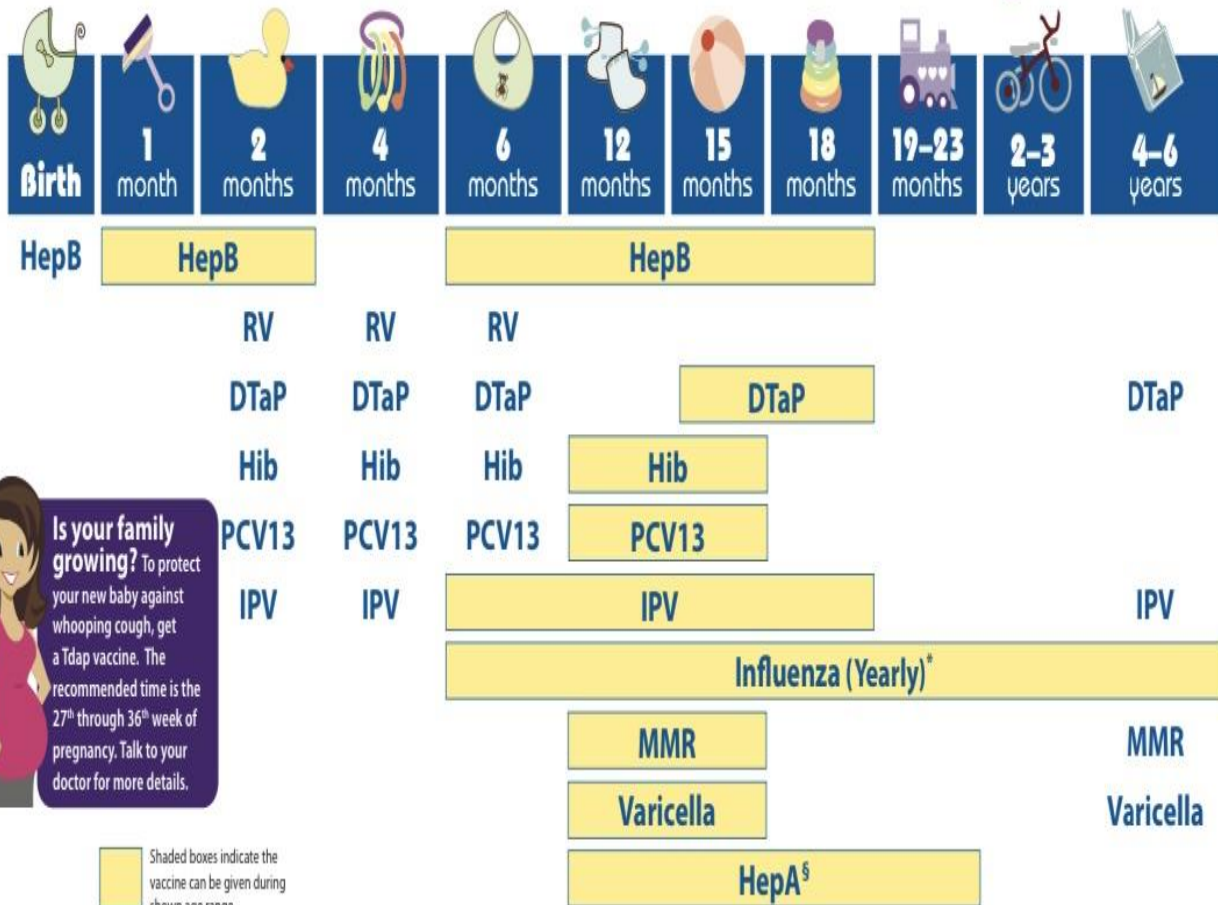 Birth
1 month
2 months
4 months
6 months
12 months
15 months
18 months
19–23 months
2–3 years
4–6 years
HepB HepB HepB
RV RV RV
DTaP DTaP DTaP DTaP DTaP
Hib Hib Hib Hib
PCV13 PCV13 PCV13 PCV13
IPV IPV IPV IPV
Influenza (Yearly)*
MMR MMR
Varicella Varicella
HepA§
Is your family
growing? To protect
your new baby against
whooping cough, get
a Tdap vaccine. The
recommended time is the
27th through 36th week of
pregnancy. Talk to your
doctor for more details.
Shaded boxes indicate the
vaccine can be given during
shown age range.